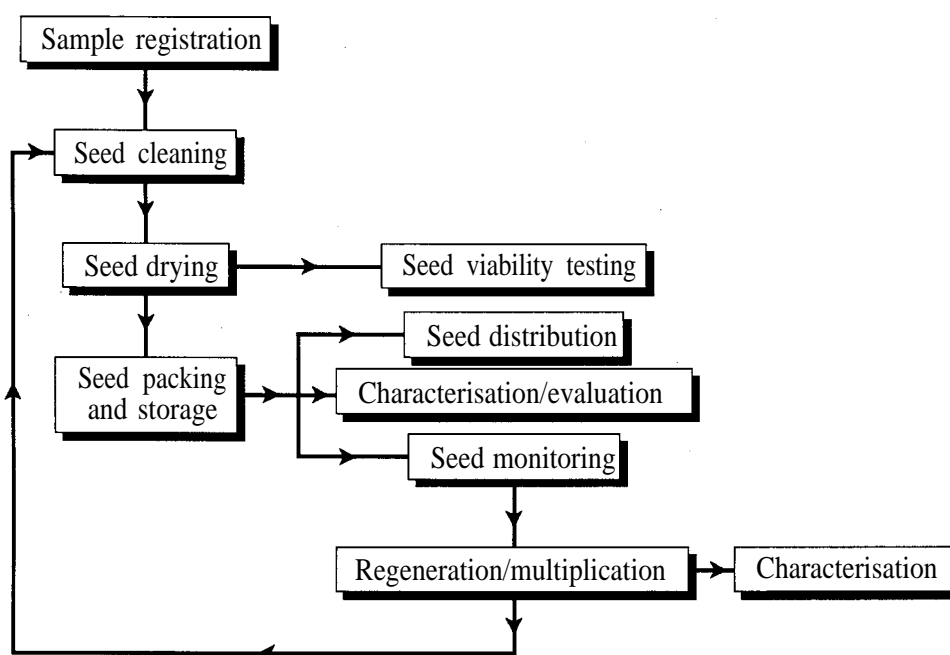 Sample registration
Seed cleaning
Seed drying
Seed viability testing
Seed distribution
Seed packing
and storage
Characterisation/evaluation
Seed monitoring
Regeneration/multiplication
Characterisation